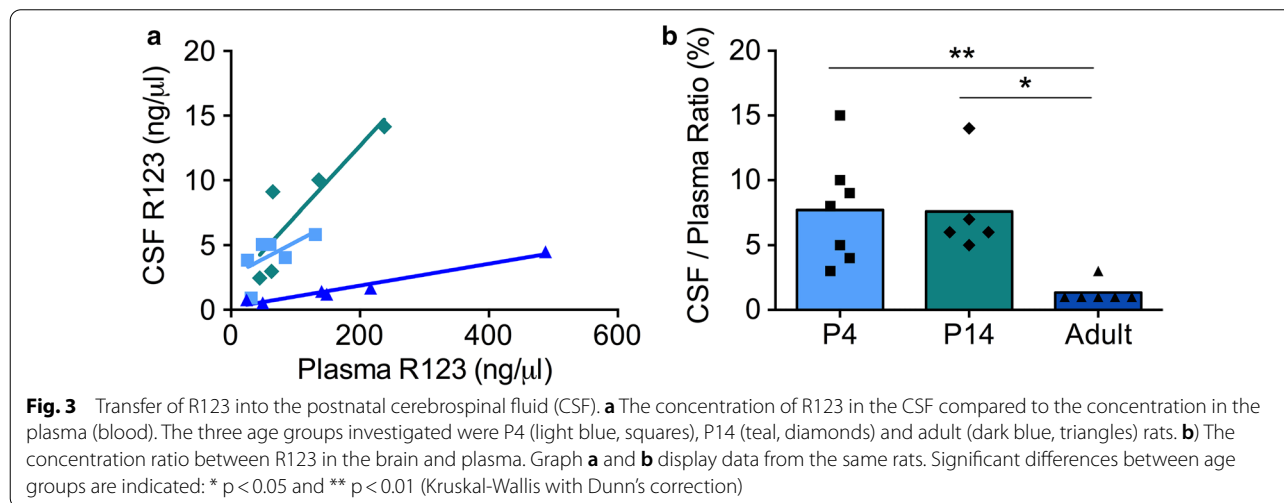 a
20
15
10
5
0
CSF R123 (ng/μl)
0 200 400 600
Plasma R123 (ng/μl)
b
20
15
10
5
0
CSF / Plasma Ratio (%)
**
*
P4 P14 Adult
Fig. 3 Transfer of R123 into the postnatal cerebrospinal fluid (CSF). a The concentration of R123 in the CSF compared to the concentration in the
plasma (blood). The three age groups investigated were P4 (light blue, squares), P14 (teal, diamonds) and adult (dark blue, triangles) rats. b) The
concentration ratio between R123 in the brain and plasma. Graph a and b display data from the same rats. Significant differences between age
groups are indicated: * p < 0.05 and ** p < 0.01 (Kruskal-Wallis with Dunn’s correction)